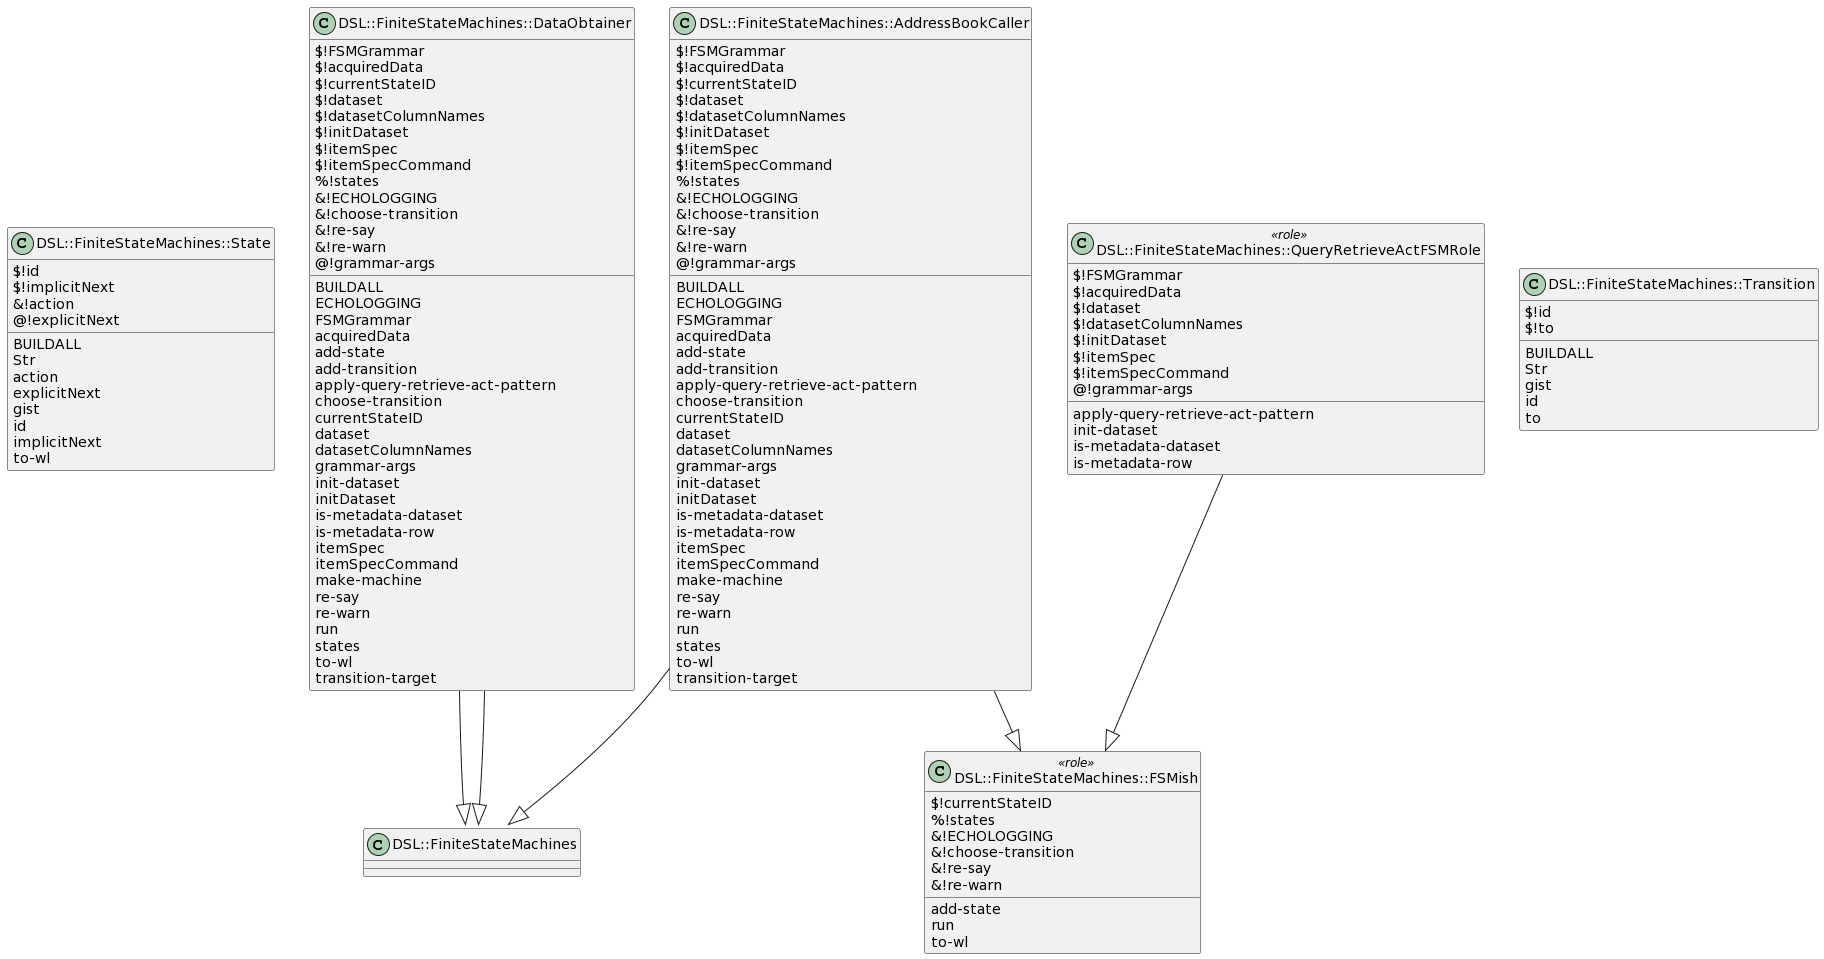 DSL::FiniteStateMachines::State
$!id
$!implicitNext
&!action
@!explicitNext
BUILDALL
Str
action
explicitNext
gist
id
implicitNext
to-wl
DSL::FiniteStateMachines::DataObtainer
$!FSMGrammar
$!acquiredData
$!currentStateID
$!dataset
$!datasetColumnNames
$!initDataset
$!itemSpec
$!itemSpecCommand
%!states
&!ECHOLOGGING
&!choose-transition
&!re-say
&!re-warn
@!grammar-args
BUILDALL
ECHOLOGGING
FSMGrammar
acquiredData
add-state
add-transition
apply-query-retrieve-act-pattern
choose-transition
currentStateID
dataset
datasetColumnNames
grammar-args
init-dataset
initDataset
is-metadata-dataset
is-metadata-row
itemSpec
itemSpecCommand
make-machine
re-say
re-warn
run
states
to-wl
transition-target
DSL::FiniteStateMachines::AddressBookCaller
$!FSMGrammar
$!acquiredData
$!currentStateID
$!dataset
$!datasetColumnNames
$!initDataset
$!itemSpec
$!itemSpecCommand
%!states
&!ECHOLOGGING
&!choose-transition
&!re-say
&!re-warn
@!grammar-args
BUILDALL
ECHOLOGGING
FSMGrammar
acquiredData
add-state
add-transition
apply-query-retrieve-act-pattern
choose-transition
currentStateID
dataset
datasetColumnNames
grammar-args
init-dataset
initDataset
is-metadata-dataset
is-metadata-row
itemSpec
itemSpecCommand
make-machine
re-say
re-warn
run
states
to-wl
transition-target
«role»
DSL::FiniteStateMachines::QueryRetrieveActFSMRole
$!FSMGrammar
$!acquiredData
$!dataset
$!datasetColumnNames
$!initDataset
$!itemSpec
$!itemSpecCommand
@!grammar-args
apply-query-retrieve-act-pattern
init-dataset
is-metadata-dataset
is-metadata-row
DSL::FiniteStateMachines::Transition
$!id
$!to
BUILDALL
Str
gist
id
to
DSL::FiniteStateMachines
«role»
DSL::FiniteStateMachines::FSMish
$!currentStateID
%!states
&!ECHOLOGGING
&!choose-transition
&!re-say
&!re-warn
add-state
run
to-wl